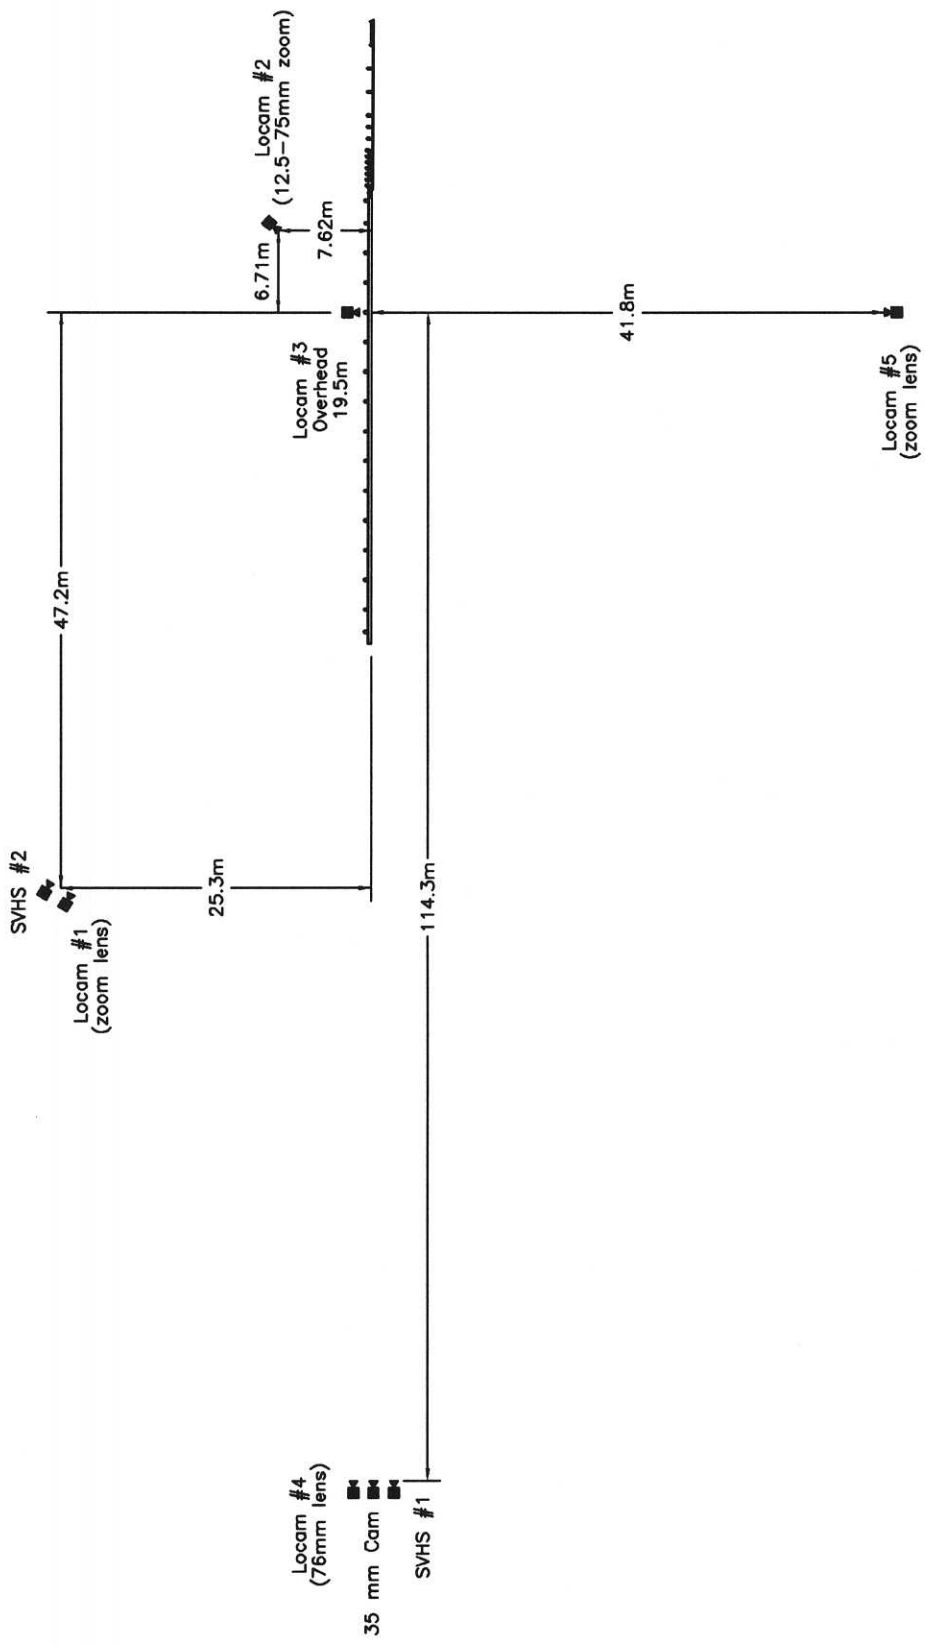 SVHS #2
Locam #1
(zoom lens)
47.2m
25.3m
Locam #2
(12.5-75mm zoom)
6.71m
7.62m
Locam #3
Overhead
19.5m
41.8m
Locam #5
(zoom lens)
114.3m
Locam #4
(76mm lens)
35 mm Cam
SVHS #1